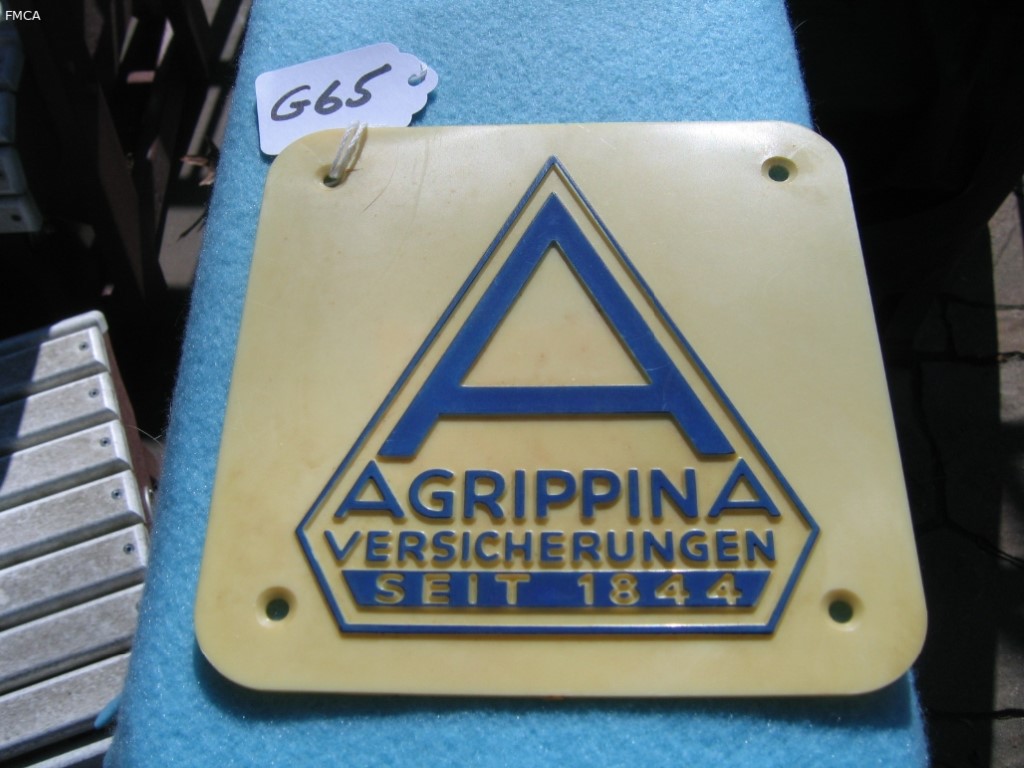 FMCA
G65
A
AGRIPPINA
VERSICHERUNGEN
SEIT 1844